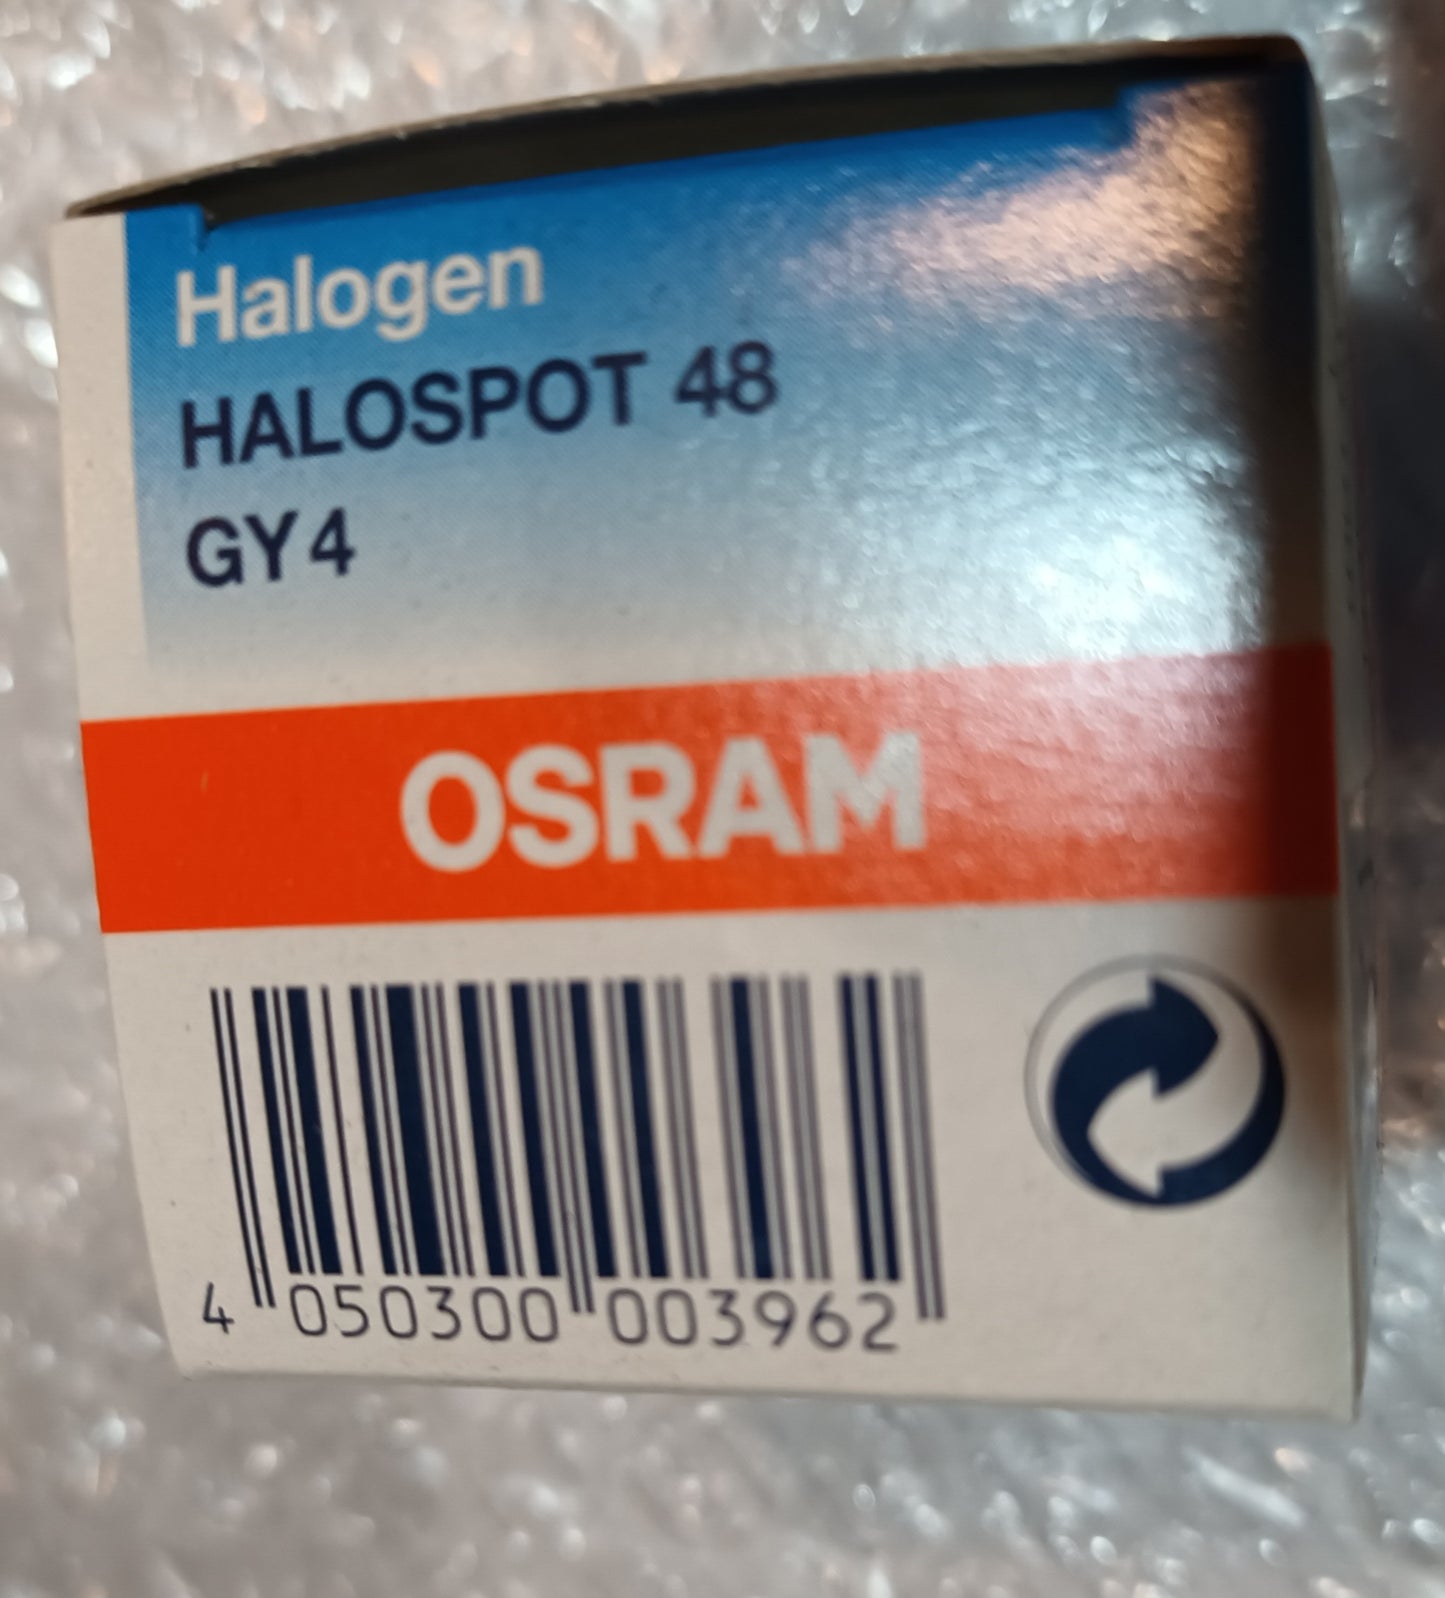 Halogen
HALOSPOT 48
GY4
OSRAM
4 050300 003962